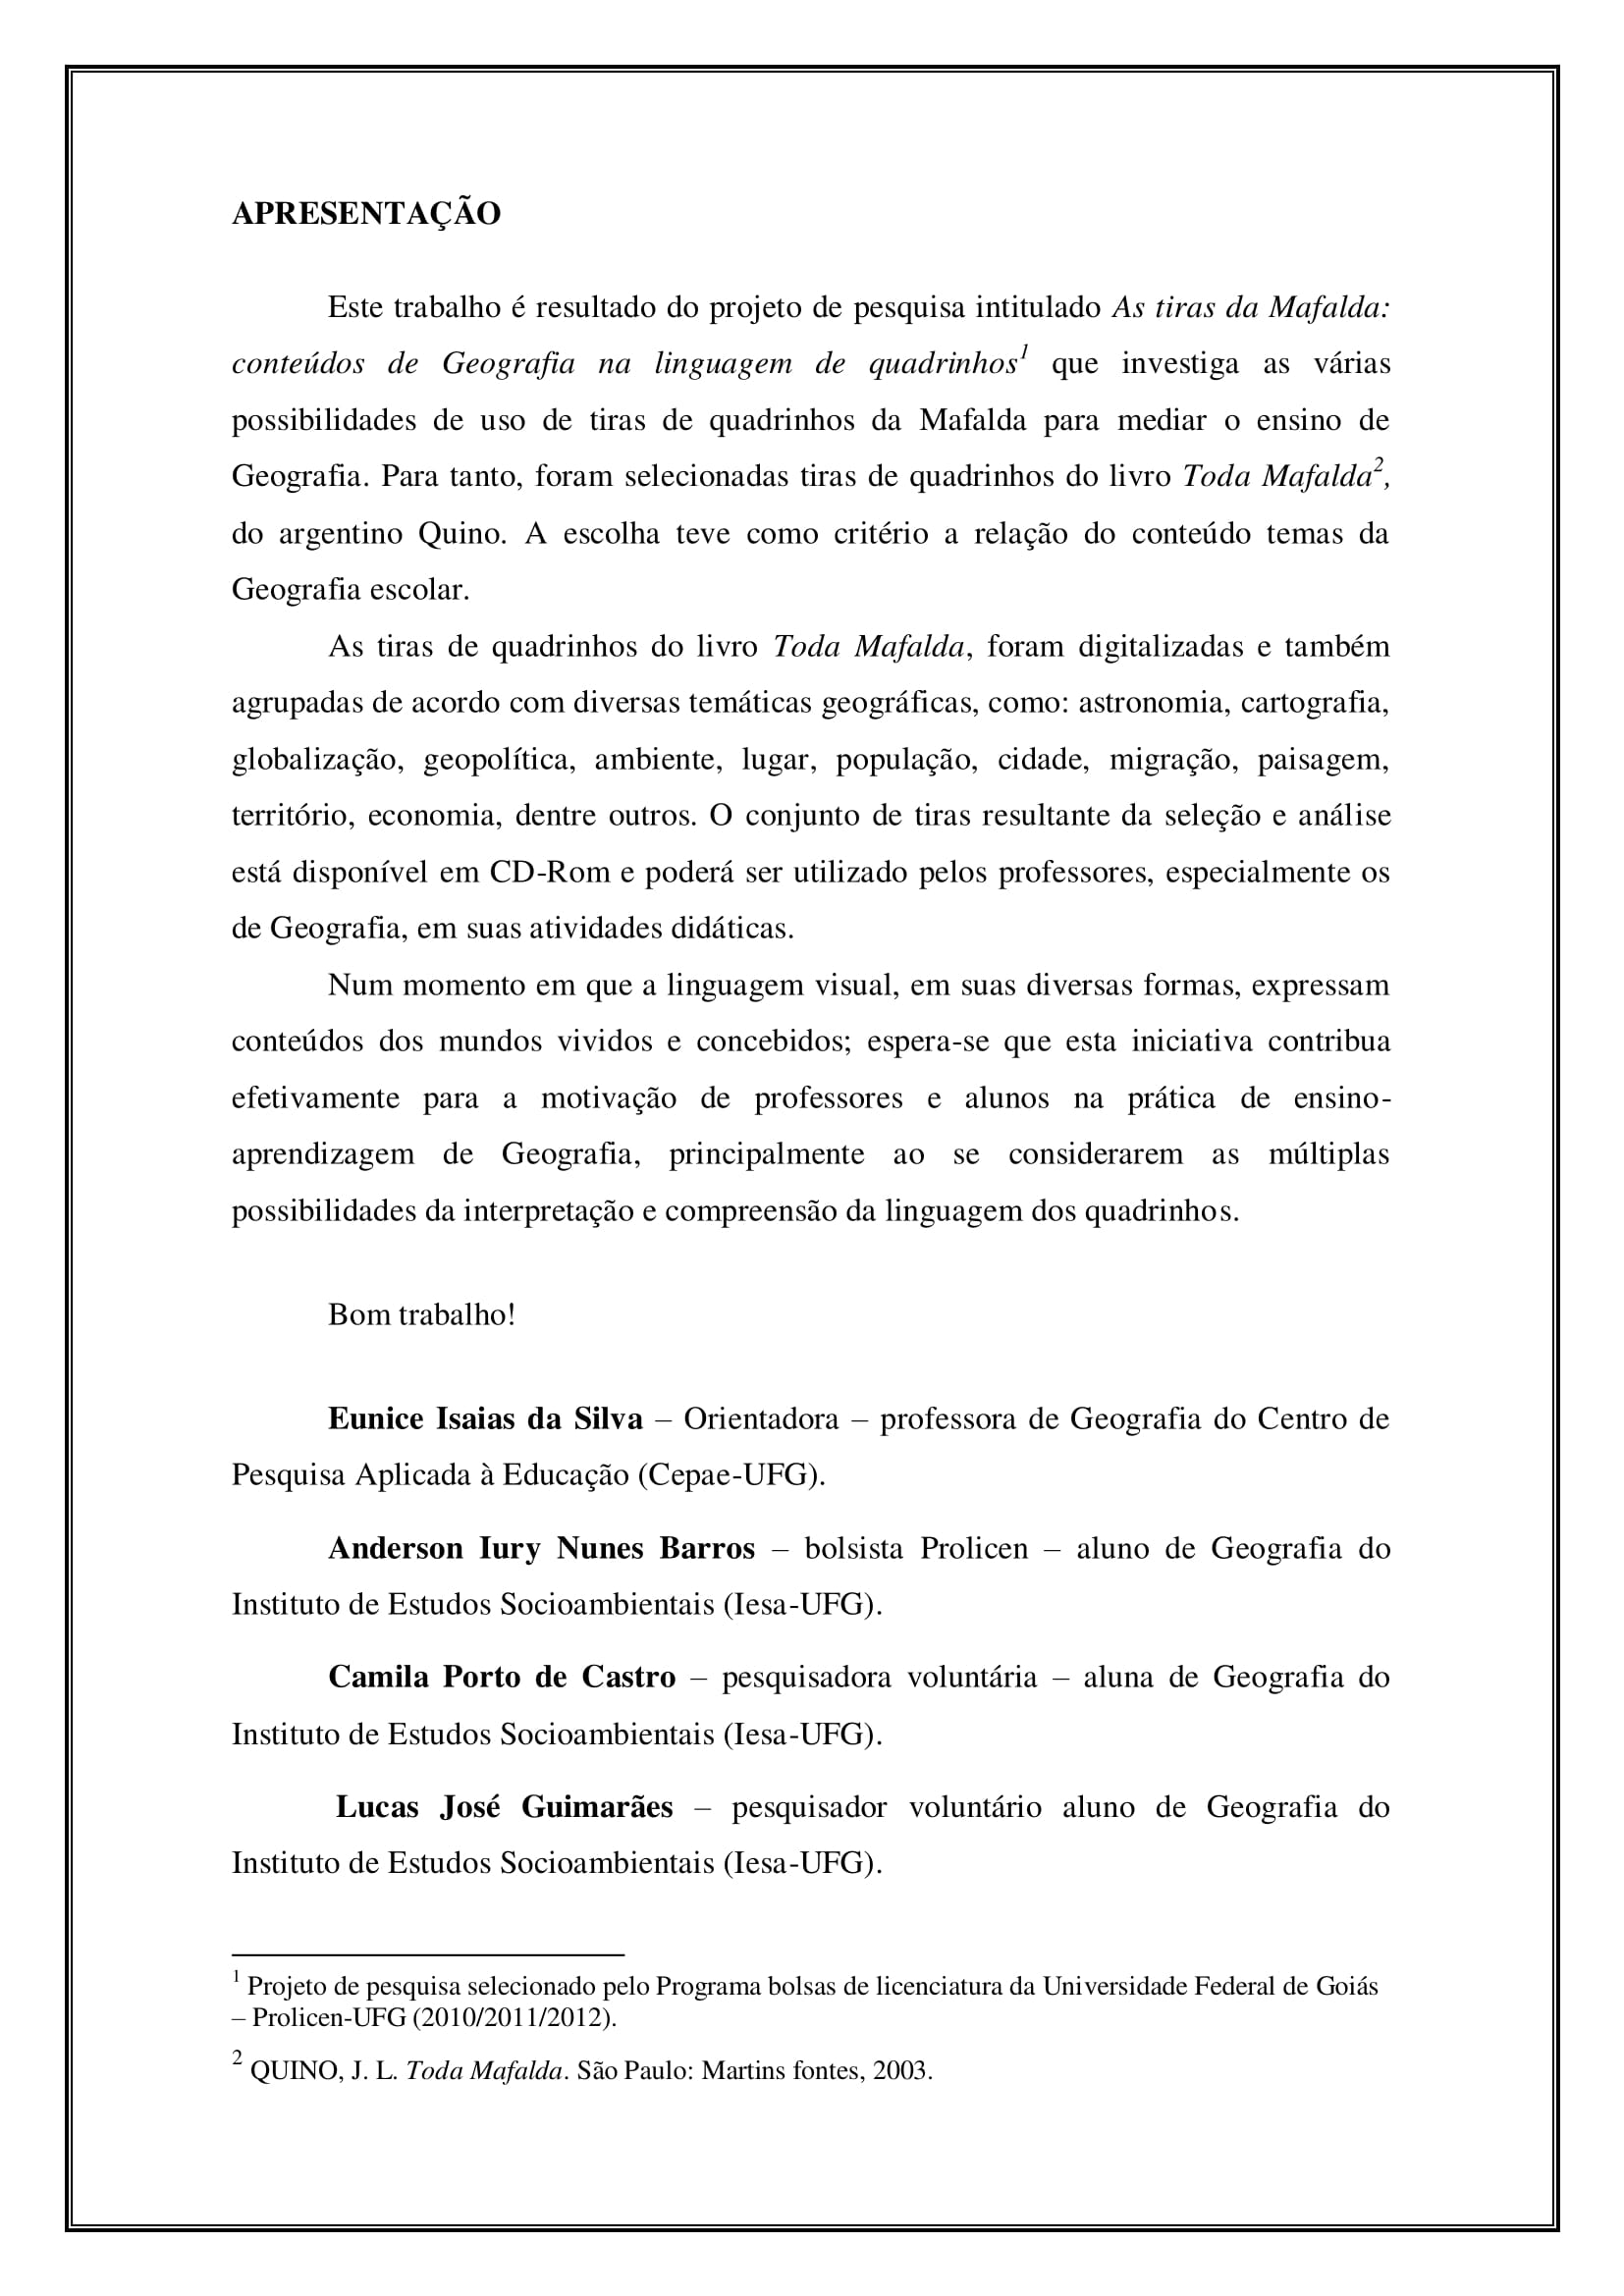 APRESENTAÇÃO
Este trabalho é resultado do projeto de pesquisa intitulado As tiras da Mafalda:
conteúdos de Geografia na linguagem de quadrinhos1 que investiga as várias
possibilidades de uso de tiras de quadrinhos da Mafalda para mediar o ensino de
Geografia. Para tanto, foram selecionadas tiras de quadrinhos do livro Toda Mafalda2,
do argentino Quino. A escolha teve como critério a relação do conteúdo temas da
Geografia escolar.
As tiras de quadrinhos do livro Toda Mafalda, foram digitalizadas e também
agrupadas de acordo com diversas temáticas geográficas, como: astronomia, cartografia,
globalização, geopolítica, ambiente, lugar, população, cidade, migração, paisagem,
território, economia, dentre outros. O conjunto de tiras resultante da seleção e análise
está disponível em CD-Rom e poderá ser utilizado pelos professores, especialmente os
de Geografia, em suas atividades didáticas.
Num momento em que a linguagem visual, em suas diversas formas, expressam
conteúdos dos mundos vividos e concebidos; espera-se que esta iniciativa contribua
efetivamente para a motivação de professores e alunos na prática de ensino-
aprendizagem de Geografia, principalmente ao se considerarem as múltiplas
possibilidades da interpretação e compreensão da linguagem dos quadrinhos.
Bom trabalho!
Eunice Isaias da Silva – Orientadora – professora de Geografia do Centro de
Pesquisa Aplicada à Educação (Cepae-UFG).
Anderson Iury Nunes Barros – bolsista Prolicen – aluno de Geografia do
Instituto de Estudos Socioambientais (Iesa-UFG).
Camila Porto de Castro – pesquisadora voluntária – aluna de Geografia do
Instituto de Estudos Socioambientais (Iesa-UFG).
Lucas José Guimarães – pesquisador voluntário aluno de Geografia do
Instituto de Estudos Socioambientais (Iesa-UFG).
1 Projeto de pesquisa selecionado pelo Programa bolsas de licenciatura da Universidade Federal de Goiás
– Prolicen-UFG (2010/2011/2012).
2 QUINO, J. L. Toda Mafalda. São Paulo: Martins fontes, 2003.